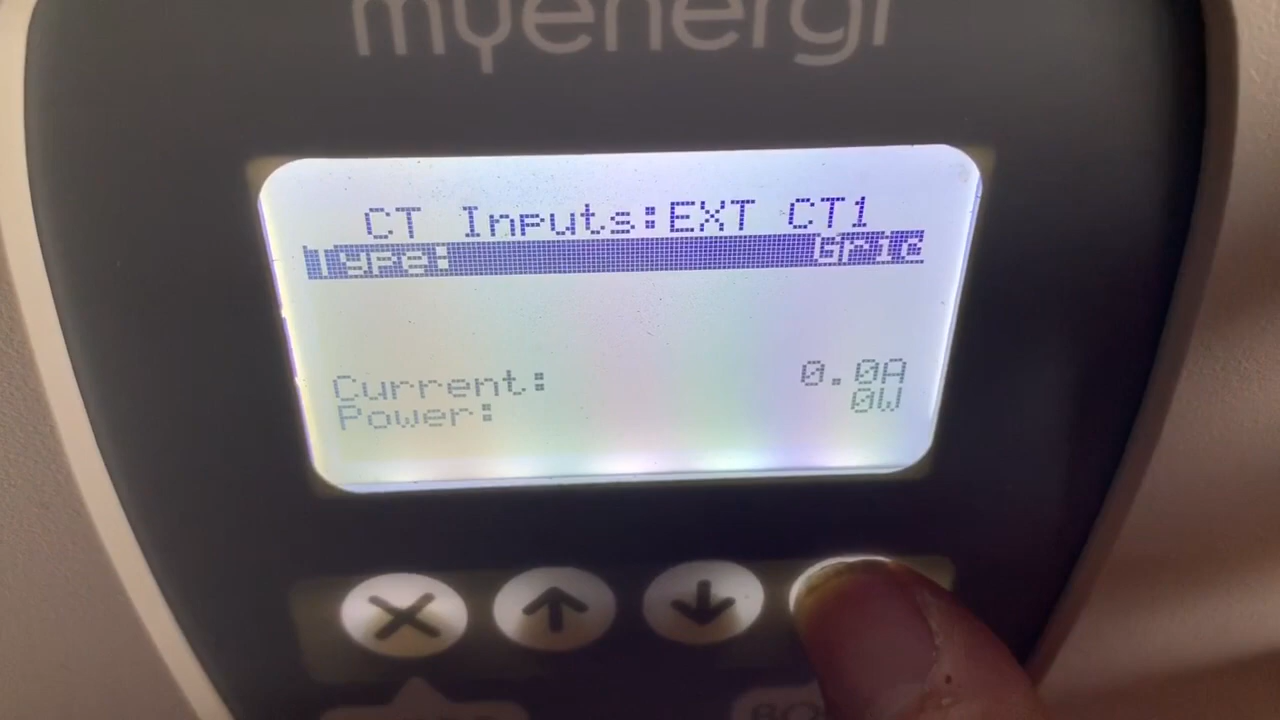 myenergi
CT Inputs:EXT CT1
Type: Grid
Current: 0.0A
Power: 0W